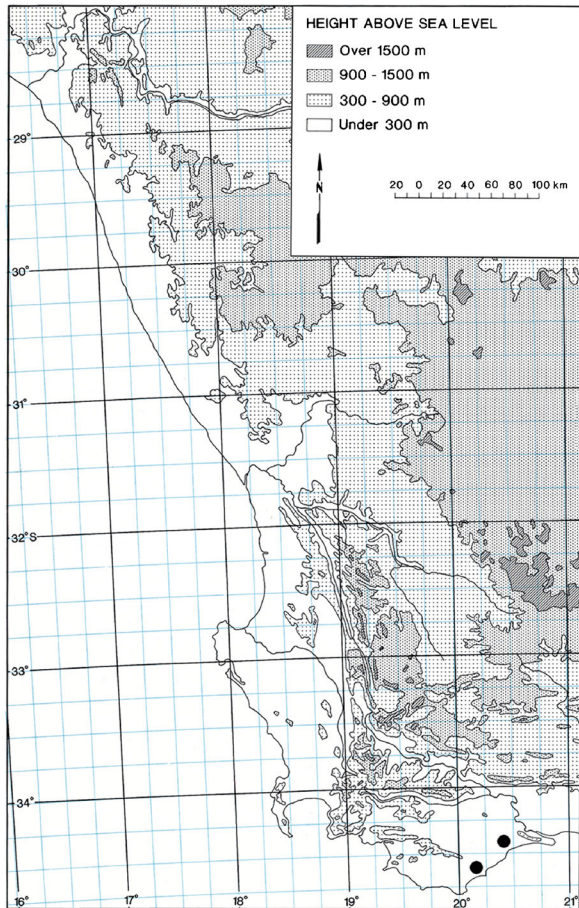 HEIGHT ABOVE SEA LEVEL
Over 1500 m
900 - 1500 m
300 - 900 m
Under 300 m
N
20 0 20 40 60 80 100 km
29°
30°
31°
32°S
33°
34°
16° 17° 18° 19° 20° 21°